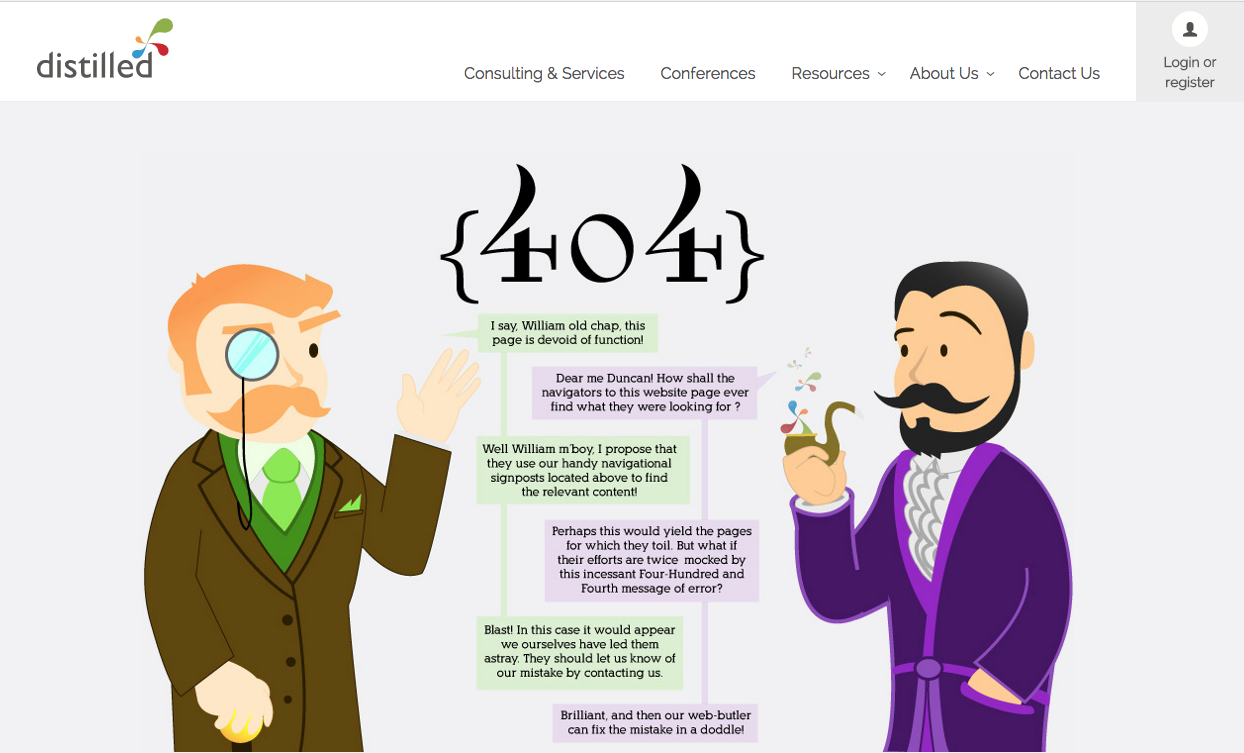 distilled
Consulting & Services
Conferences
Resources
About Us
Contact Us
Login or
register
{404}
I say, William old chap, this
page is devoid of function!
Dear me Duncan! How shall the
navigators to this website page ever
find what they were looking for ?
Well William m'boy, I propose that
they use our handy navigational
signposts located above to find
the relevant content!
Perhaps this would yield the pages
for which they toil. But what if
their efforts are twice mocked by
this incessant Four-Hundred and
Fourth message of error?
Blast! In this case it would appear
we ourselves have led them
astray. They should let us know of
our mistake by contacting us.
Brilliant, and then our web-butler
can fix the mistake in a doddle!